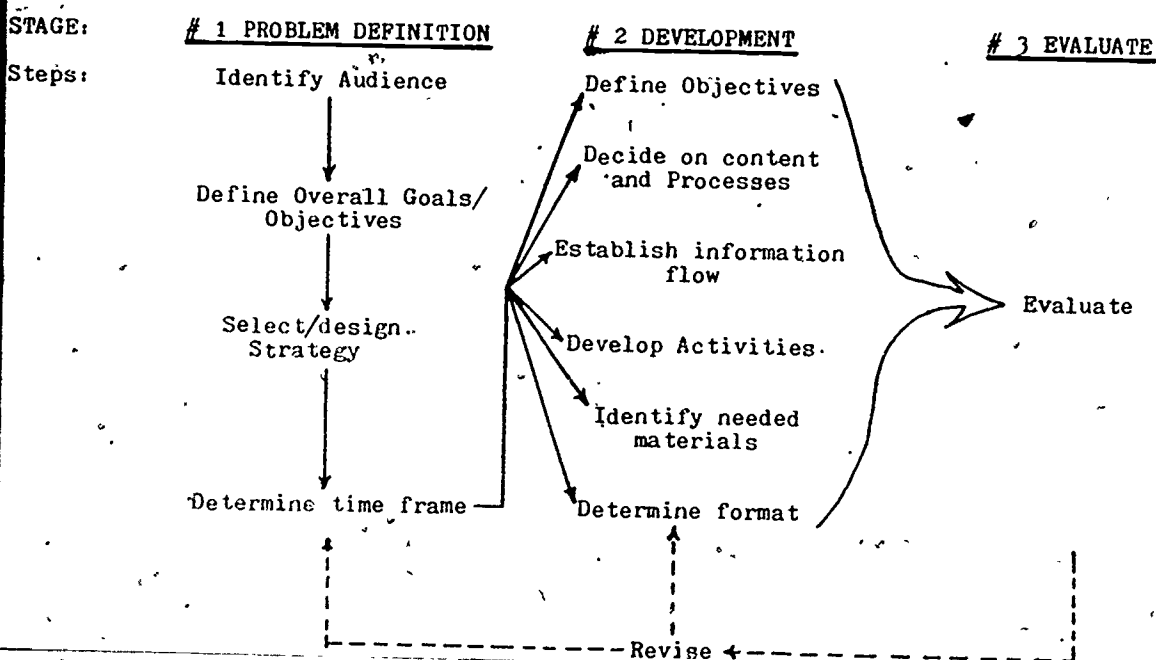 STAGE:
# 1 PROBLEM DEFINITION
# 2 DEVELOPMENT
# 3 EVALUATE
Steps:
Identify Audience
Define Overall Goals/
Objectives
Select/design
Strategy
Determine time frame
Define Objectives
Decide on content
and Processes
Establish information
flow
Develop Activities
Identify needed
materials
Determine format
Evaluate
Revise